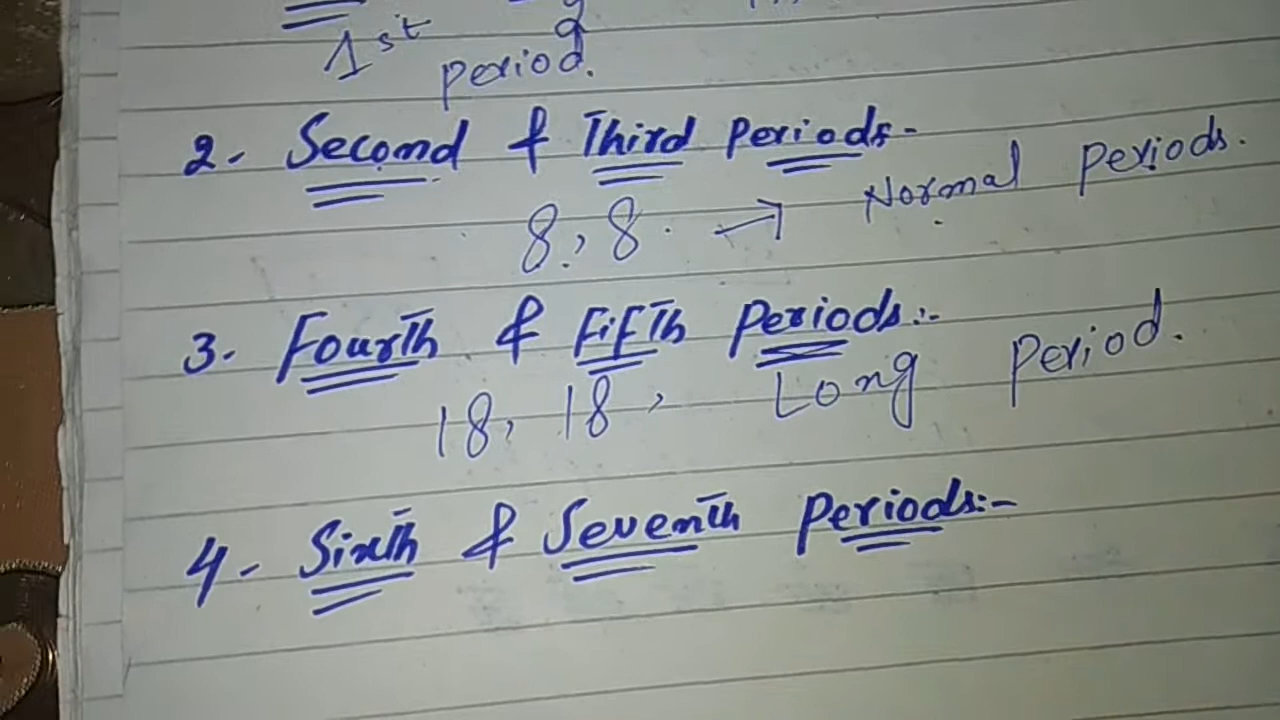 1st period.
2. Second & Third Periods-
8, 8. → Normal Periods.
3. Fourth & Fifth Periods:-
18, 18, Long Period.
4. Sixth & Seventh Periods:-